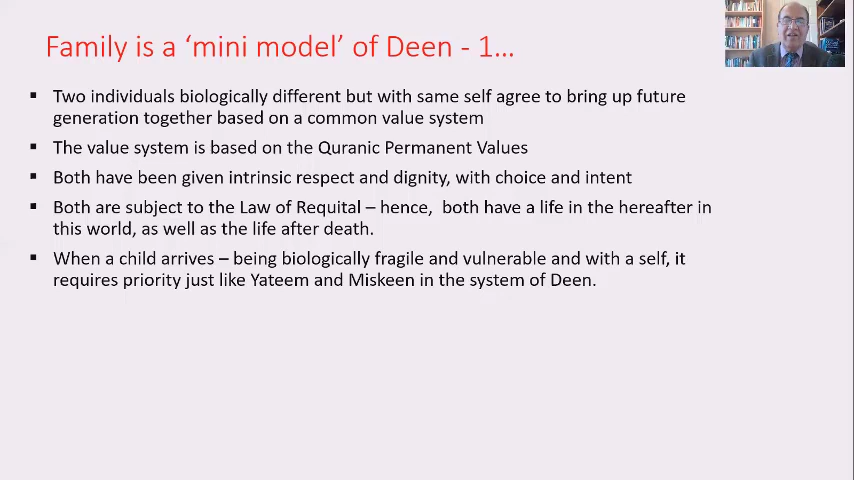 Family is a ‘mini model’ of Deen - 1…
▪ Two individuals biologically different but with same self agree to bring up future
generation together based on a common value system
▪ The value system is based on the Quranic Permanent Values
▪ Both have been given intrinsic respect and dignity, with choice and intent
▪ Both are subject to the Law of Requital – hence,  both have a life in the hereafter in
this world, as well as the life after death.
▪ When a child arrives – being biologically fragile and vulnerable and with a self, it
requires priority just like Yateem and Miskeen in the system of Deen.